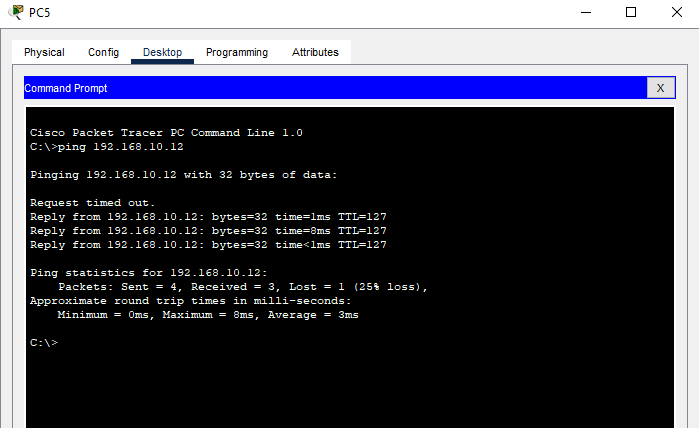 PC5
Physical Config Desktop Programming Attributes
Command Prompt X
Cisco Packet Tracer PC Command Line 1.0
C:\>ping 192.168.10.12
Pinging 192.168.10.12 with 32 bytes of data:
Request timed out.
Reply from 192.168.10.12: bytes=32 time=1ms TTL=127
Reply from 192.168.10.12: bytes=32 time=8ms TTL=127
Reply from 192.168.10.12: bytes=32 time<1ms TTL=127
Ping statistics for 192.168.10.12:
Packets: Sent = 4, Received = 3, Lost = 1 (25% loss),
Approximate round trip times in milli-seconds:
Minimum = 0ms, Maximum = 8ms, Average = 3ms
C:\>